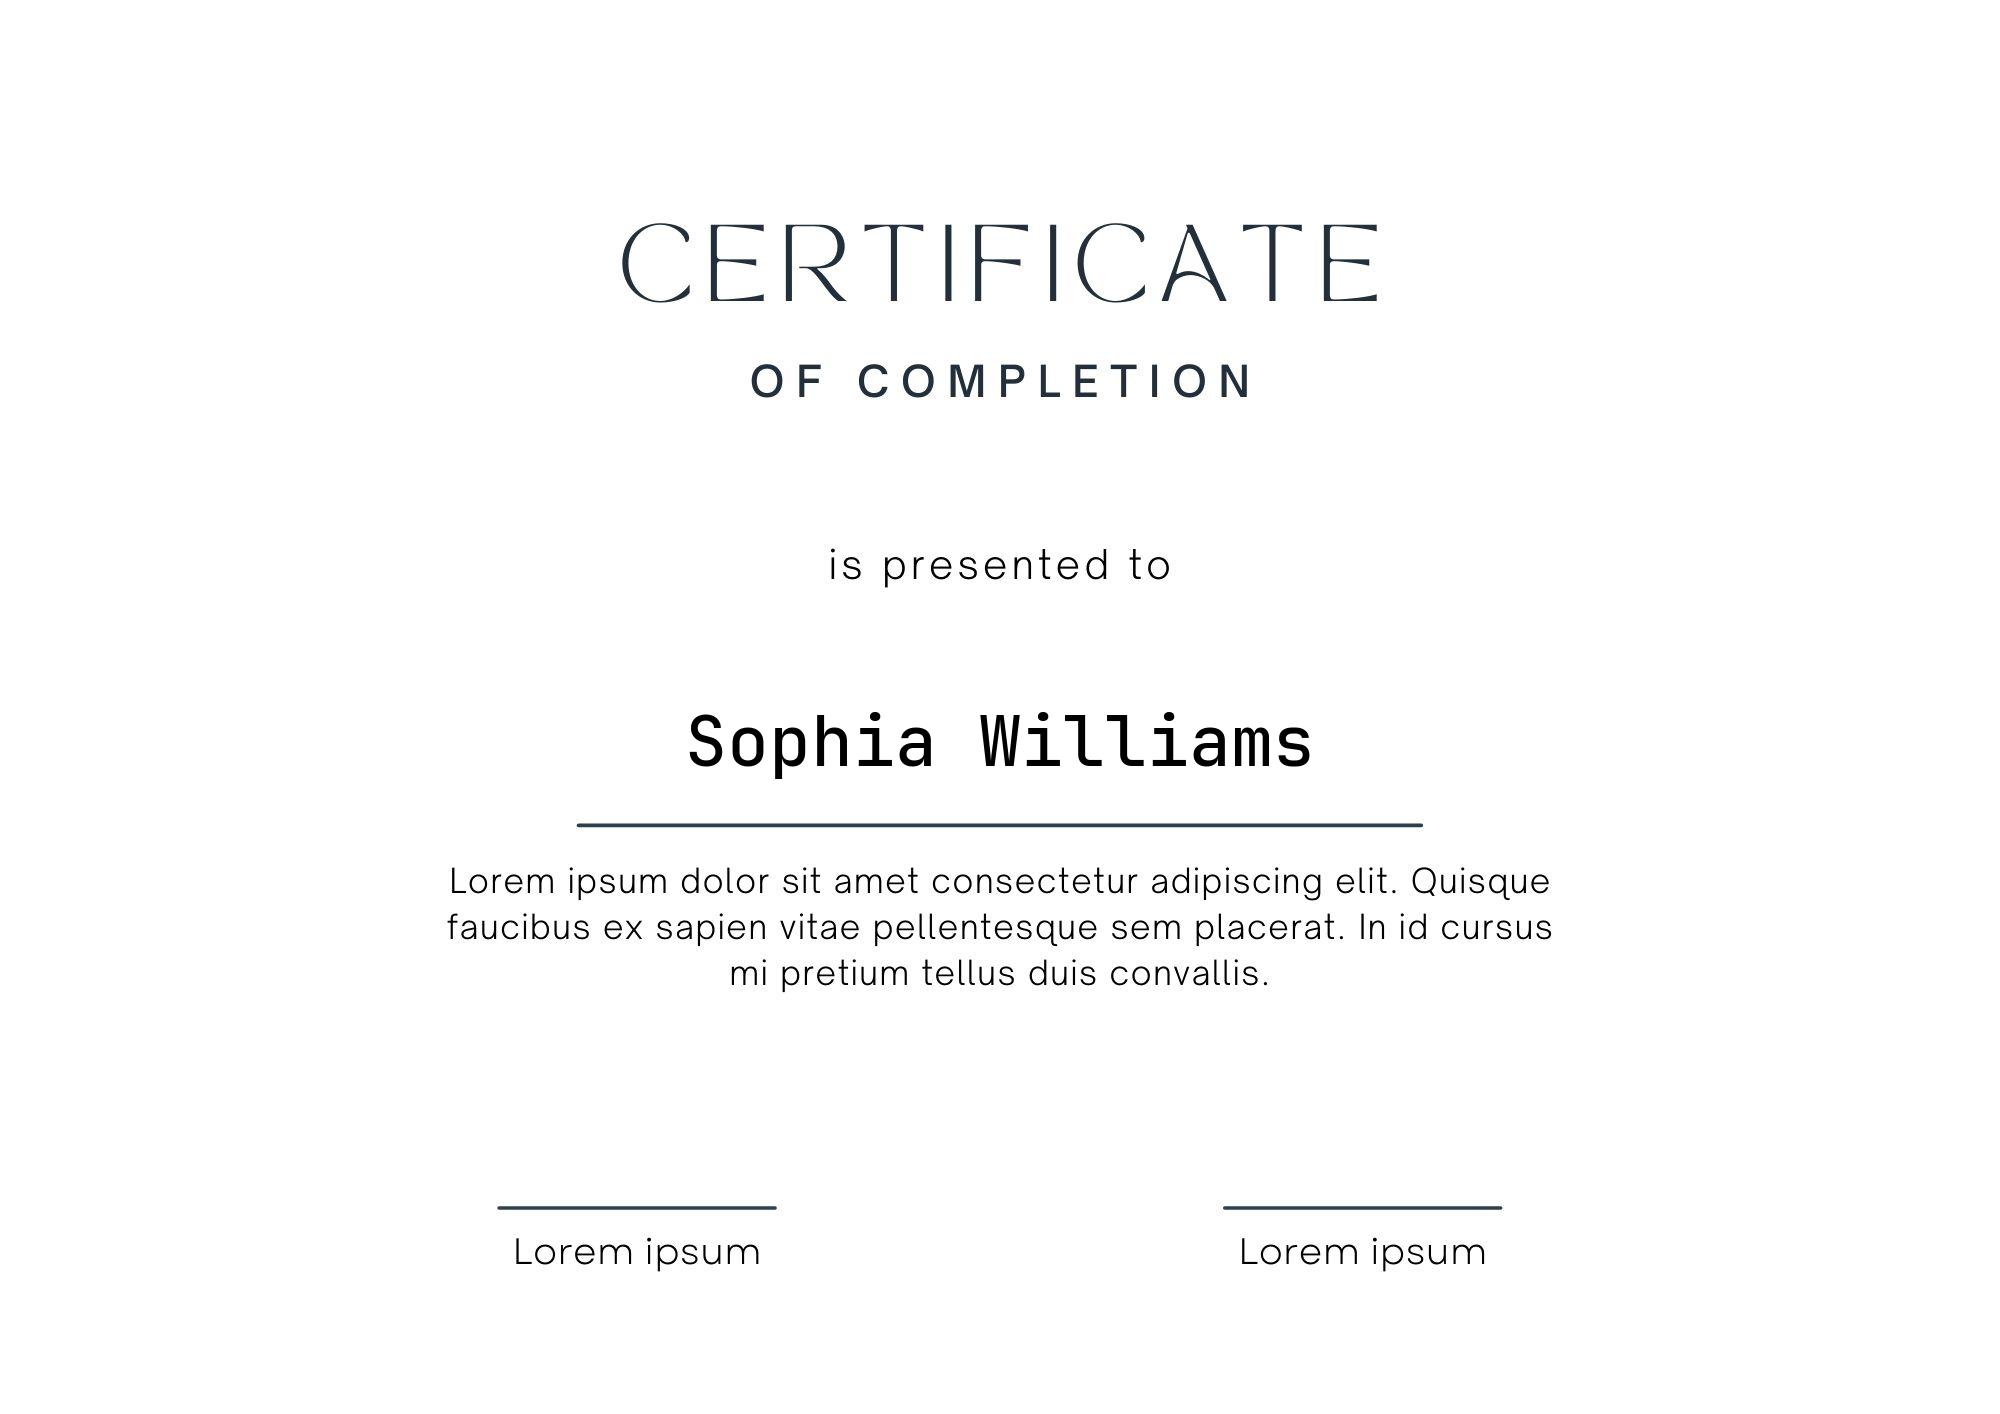 CERTIFICATE
OF COMPLETION
is presented to
Sophia Williams
Lorem ipsum dolor sit amet consectetur adipiscing elit. Quisque
faucibus ex sapien vitae pellentesque sem placerat. In id cursus
mi pretium tellus duis convallis.
Lorem ipsum
Lorem ipsum